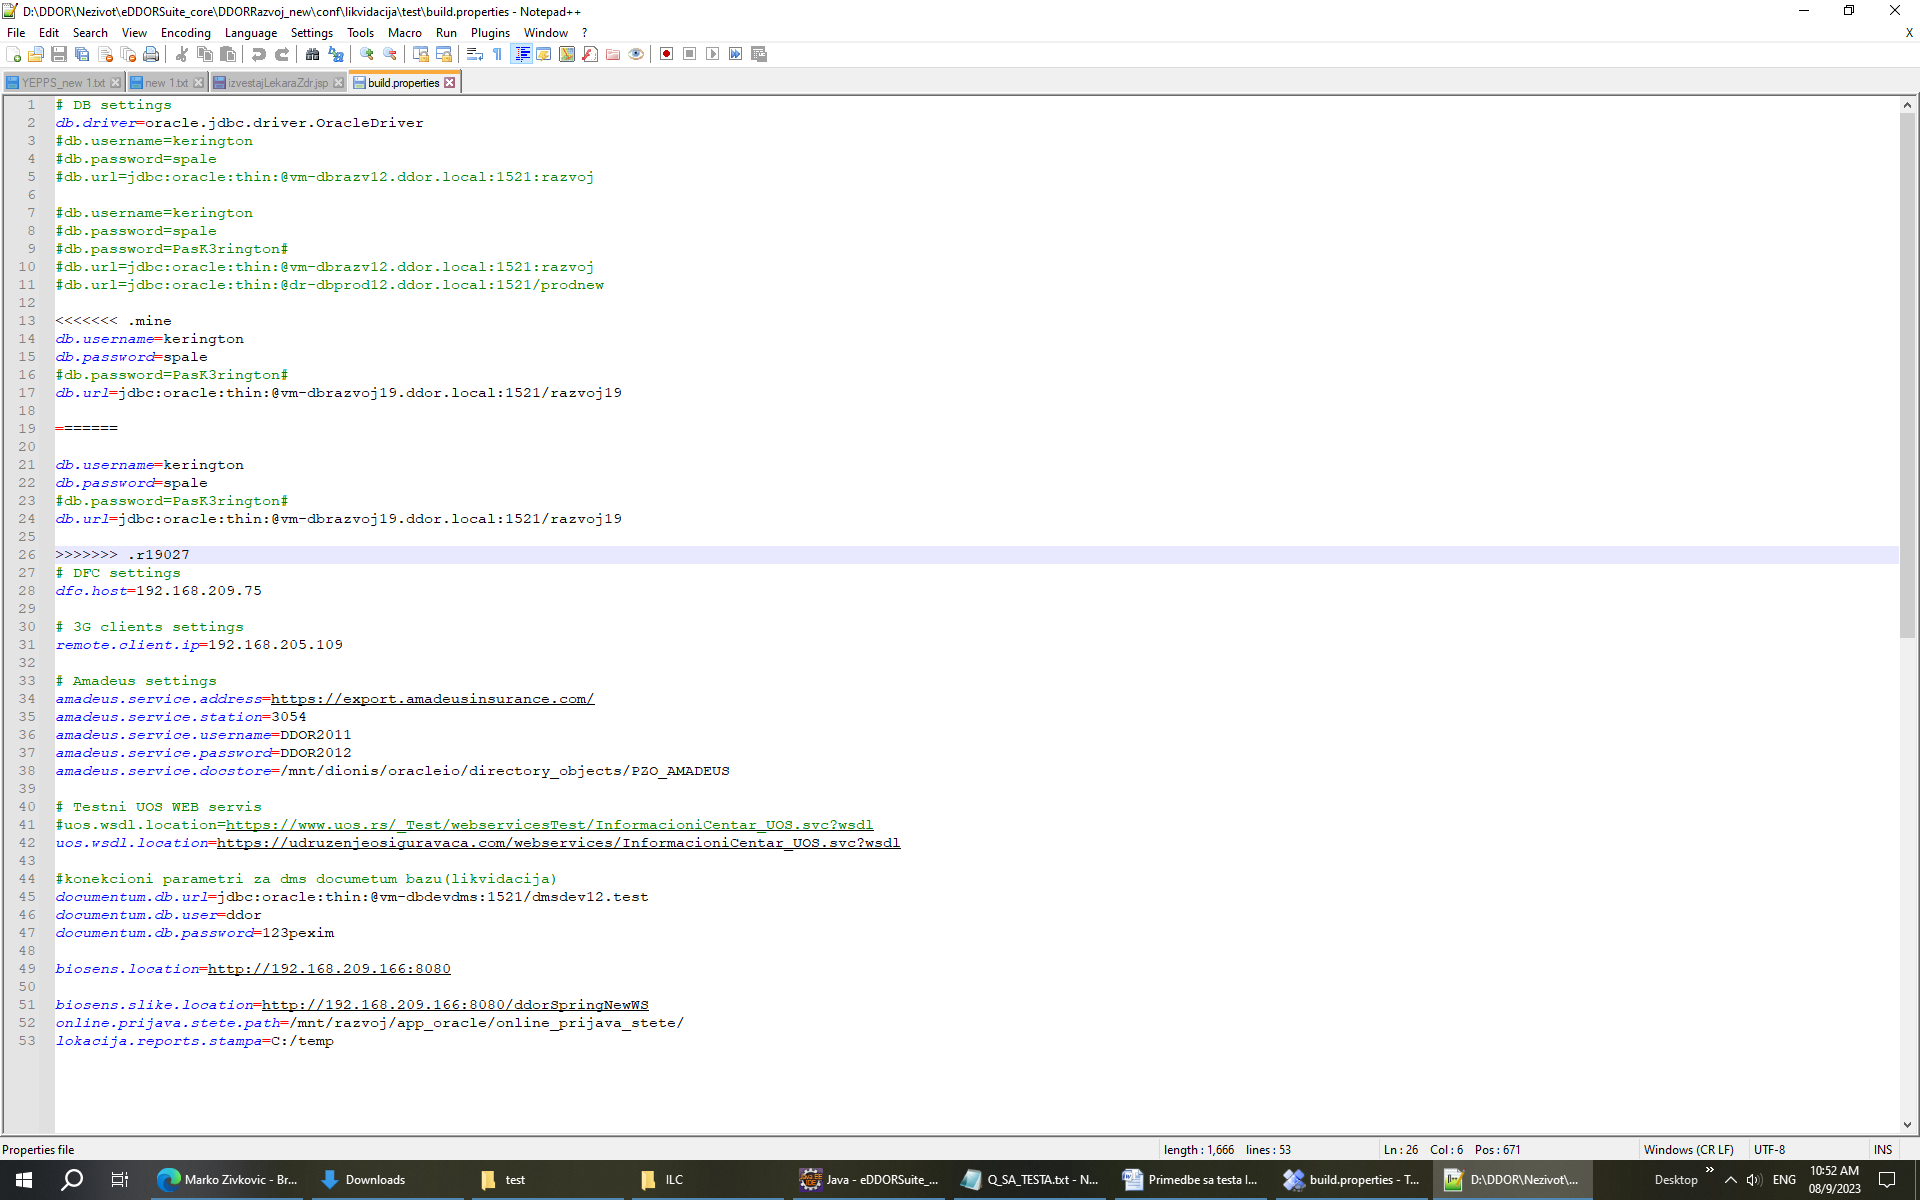 D:\DDOR\Nezivot\eDDORSuite_core\DDORRazvoj_new\conf\likvidacija\test\build.properties - Notepad++
File Edit Search View Encoding Language Settings Tools Macro Run Plugins Window ? X
YEPPS_new 1.txt new 1.txt izvestajLekaraZdr.jsp build.properties
1 # DB settings
2 db.driver=oracle.jdbc.driver.OracleDriver
3 #db.username=kerington
4 #db.password=spale
5 #db.url=jdbc:oracle:thin:@vm-dbrazv12.ddor.local:1521:razvoj
6
7 #db.username=kerington
8 #db.password=spale
9 #db.password=PasK3rington#
10 #db.url=jdbc:oracle:thin:@vm-dbrazv12.ddor.local:1521:razvoj
11 #db.url=jdbc:oracle:thin:@dr-dbprod12.ddor.local:1521/prodnew
12
13 <<<<<<< .mine
14 db.username=kerington
15 db.password=spale
16 #db.password=PasK3rington#
17 db.url=jdbc:oracle:thin:@vm-dbrazvoj19.ddor.local:1521/razvoj19
18
19 =======
20
21 db.username=kerington
22 db.password=spale
23 #db.password=PasK3rington#
24 db.url=jdbc:oracle:thin:@vm-dbrazvoj19.ddor.local:1521/razvoj19
25
26 >>>>>>> .r19027
27 # DFC settings
28 dfc.host=192.168.209.75
29
30 # 3G clients settings
31 remote.client.ip=192.168.205.109
32
33 # Amadeus settings
34 amadeus.service.address=https://export.amadeusinsurance.com/
35 amadeus.service.station=3054
36 amadeus.service.username=DDOR2011
37 amadeus.service.password=DDOR2012
38 amadeus.service.docstore=/mnt/dionis/oracleio/directory_objects/PZO_AMADEUS
39
40 # Testni UOS WEB servis
41 #uos.wsdl.location=https://www.uos.rs/_Test/webservicesTest/InformacioniCentar_UOS.svc?wsdl
42 uos.wsdl.location=https://udruzenjeosiguravaca.com/webservices/InformacioniCentar_UOS.svc?wsdl
43
44 #konekcioni parametri za dms documetum bazu(likvidacija)
45 documentum.db.url=jdbc:oracle:thin:@vm-dbdevdms:1521/dmsdev12.test
46 documentum.db.user=ddor
47 documentum.db.password=123pexim
48
49 biosens.location=http://192.168.209.166:8080
50
51 biosens.slike.location=http://192.168.209.166:8080/ddorSpringNewWS
52 online.prijava.stete.path=/mnt/razvoj/app_oracle/online_prijava_stete/
53 lokacija.reports.stampa=C:/temp
Properties file length : 1,666 lines : 53 Ln : 26 Col : 6 Pos : 671 Windows (CR LF) UTF-8 INS
Marko Zivkovic - Br... Downloads test ILC Java - eDDORSuite_... Q_SA_TESTA.txt - N... Primedbe sa testa I... build.properties - T... D:\DDOR\Nezivot\... Desktop ENG 10:52 AM
08/9/2023